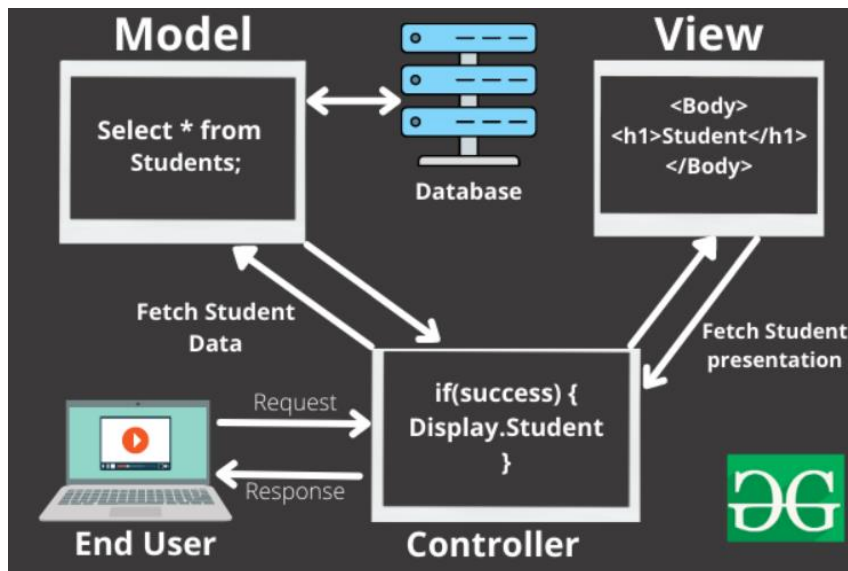 Model
View
Select * from
Students;
Database
<Body>
<h1>Student</h1>
</Body>
Fetch Student
Data
Fetch Student
presentation
Request
Response
if(success) {
Display.Student
}
End User
Controller